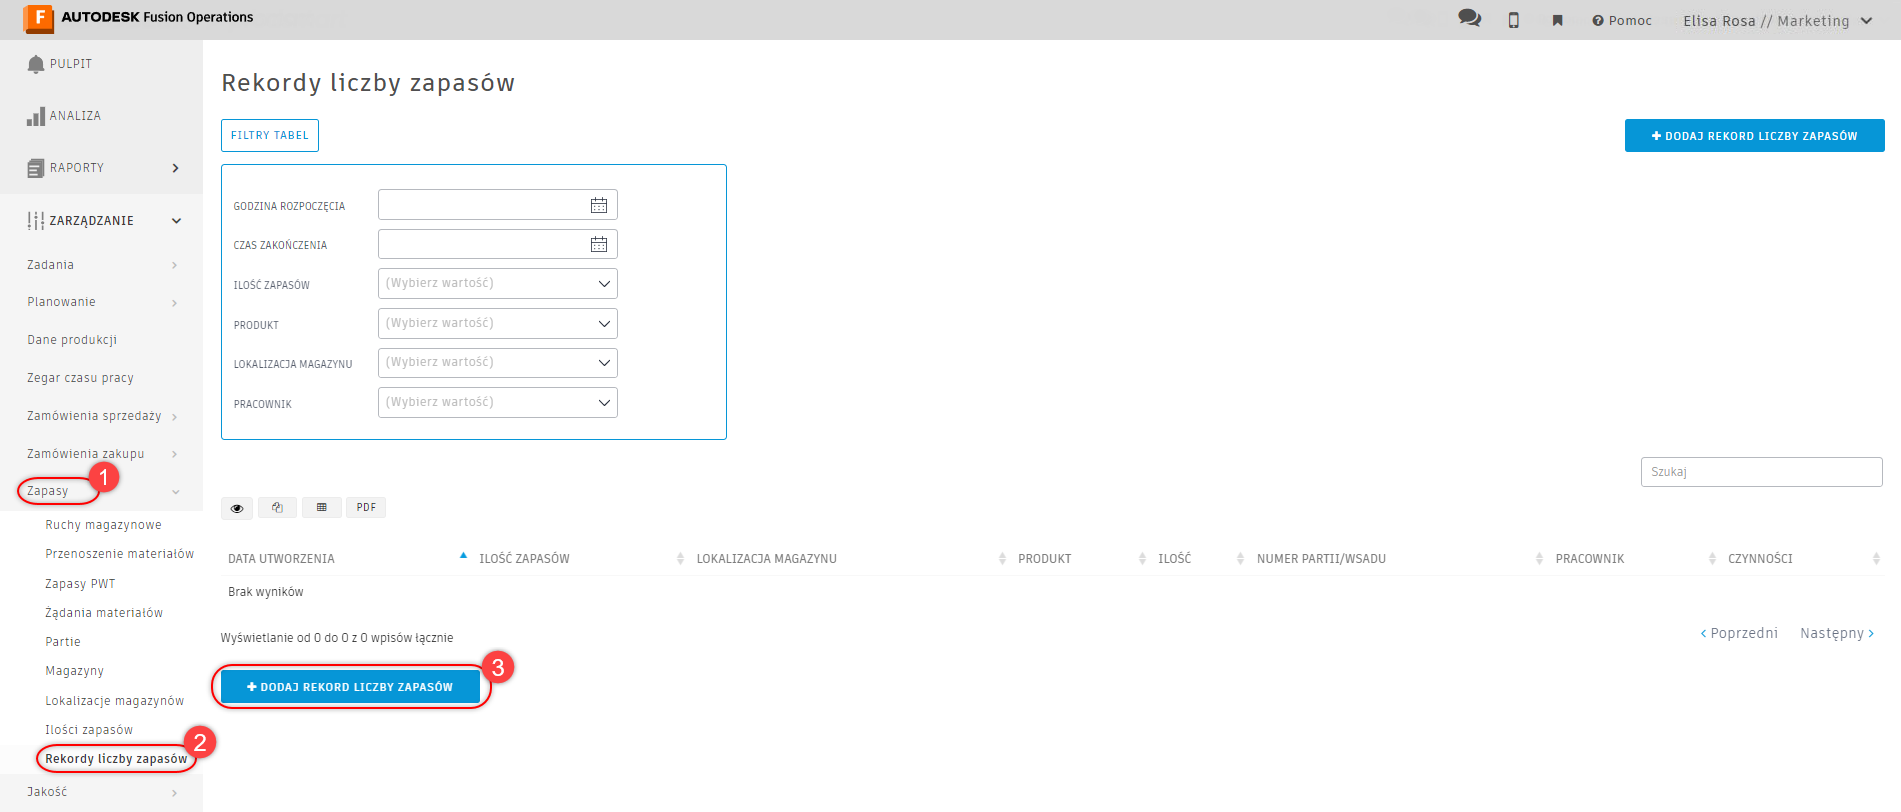 AUTODESK Fusion Operations
Pomoc
Elisa Rosa // Marketing
PULPIT
ANALIZA
RAPORTY
ZARZĄDZANIE
Zadania
Planowanie
Dane produkcji
Zegar czasu pracy
Zamówienia sprzedaży
Zamówienia zakupu
1
Zapasy
Ruchy magazynowe
Przenoszenie materiałów
Zapasy PWT
Żądania materiałów
Partie
Magazyny
Lokalizacje magazynów
Ilości zapasów
2
Rekordy liczby zapasów
Jakość
Rekordy liczby zapasów
FILTRY TABEL
+ DODAJ REKORD LICZBY ZAPASÓW
GODZINA ROZPOCZĘCIA
CZAS ZAKOŃCZENIA
ILOŚĆ ZAPASÓW (Wybierz wartość)
PRODUKT (Wybierz wartość)
LOKALIZACJA MAGAZYNU (Wybierz wartość)
PRACOWNIK (Wybierz wartość)
Szukaj
PDF
DATA UTWORZENIA ILOŚĆ ZAPASÓW LOKALIZACJA MAGAZYNU PRODUKT ILOŚĆ NUMER PARTII/WSADU PRACOWNIK CZYNNOŚCI
Brak wyników
Wyświetlanie od 0 do 0 z 0 wpisów łącznie
< Poprzedni Następny >
3
+ DODAJ REKORD LICZBY ZAPASÓW